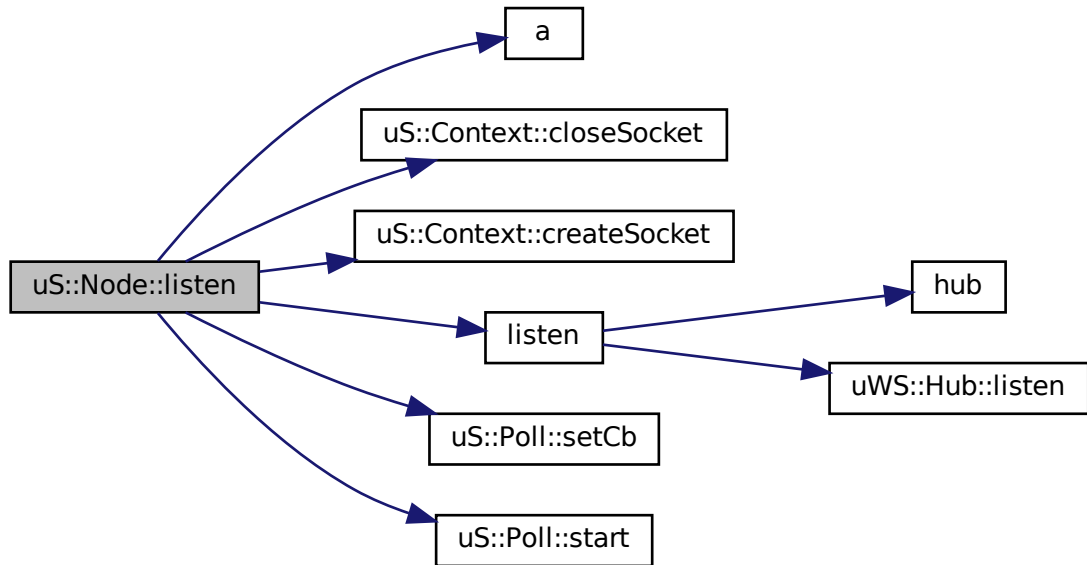 a
uS::Context::closeSocket
uS::Context::createSocket
uS::Node::listen
hub
listen
uWS::Hub::listen
uS::Poll::setCb
uS::Poll::start